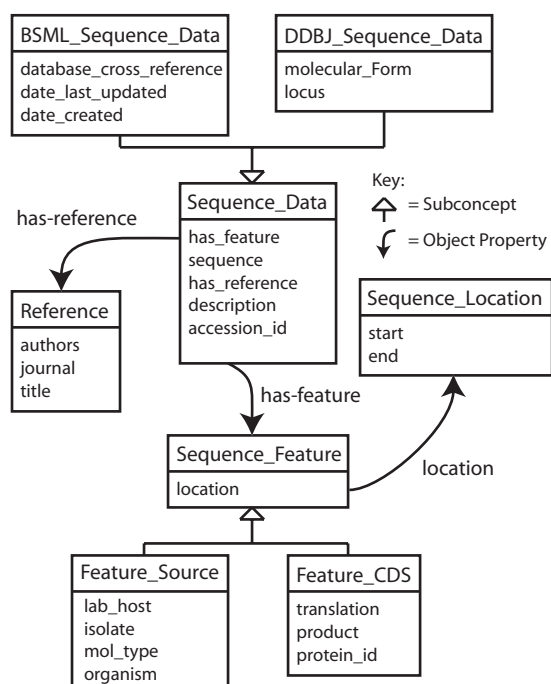 BSML_Sequence_Data
database_cross_reference
date_last_updated
date_created
DDBJ_Sequence_Data
molecular_Form
locus
Key:
= Subconcept
= Object Property
has-reference
Sequence_Data
has_feature
sequence
has_reference
description
accession_id
Reference
authors
journal
title
Sequence_Location
start
end
has-feature
location
Sequence_Feature
location
Feature_Source
lab_host
isolate
mol_type
organism
Feature_CDS
translation
product
protein_id